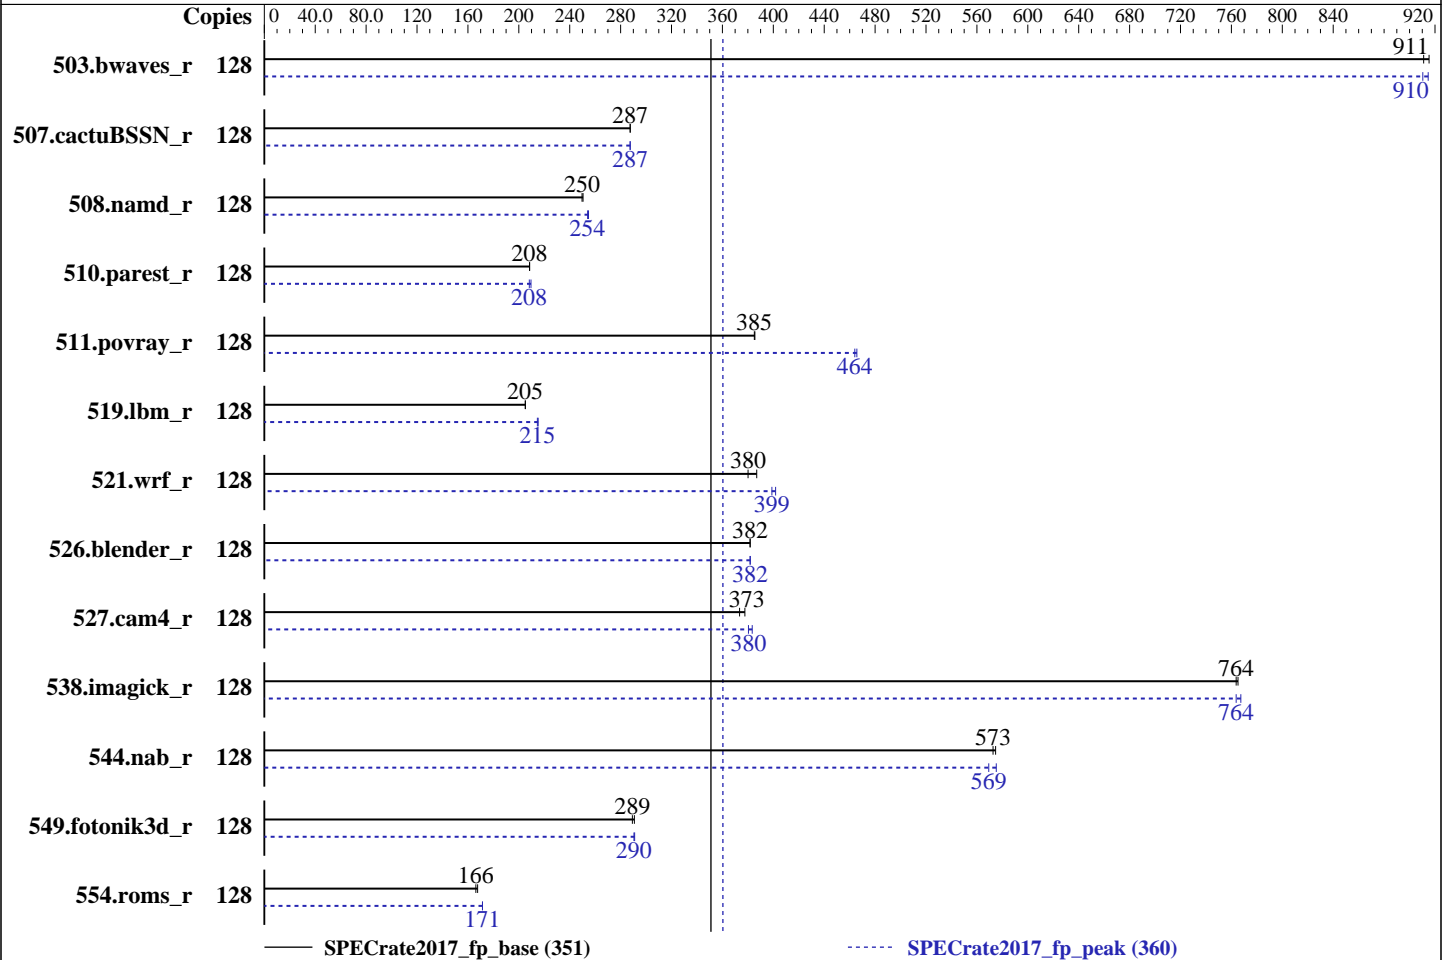 Copies 0 40.0 80.0 120 160 200 240 280 320 360 400 440 480 520 560 600 640 680 720 760 800 840 920
503.bwaves_r 128 911
910
507.cactuBSSN_r 128 287
287
508.namd_r 128 250
254
510.parest_r 128 208
208
511.povray_r 128 385
464
519.lbm_r 128 205
215
521.wrf_r 128 380
399
526.blender_r 128 382
382
527.cam4_r 128 373
380
538.imagick_r 128 764
764
544.nab_r 128 573
569
549.fotonik3d_r 128 289
290
554.roms_r 128 166
171
SPECrate2017_fp_base (351) SPECrate2017_fp_peak (360)